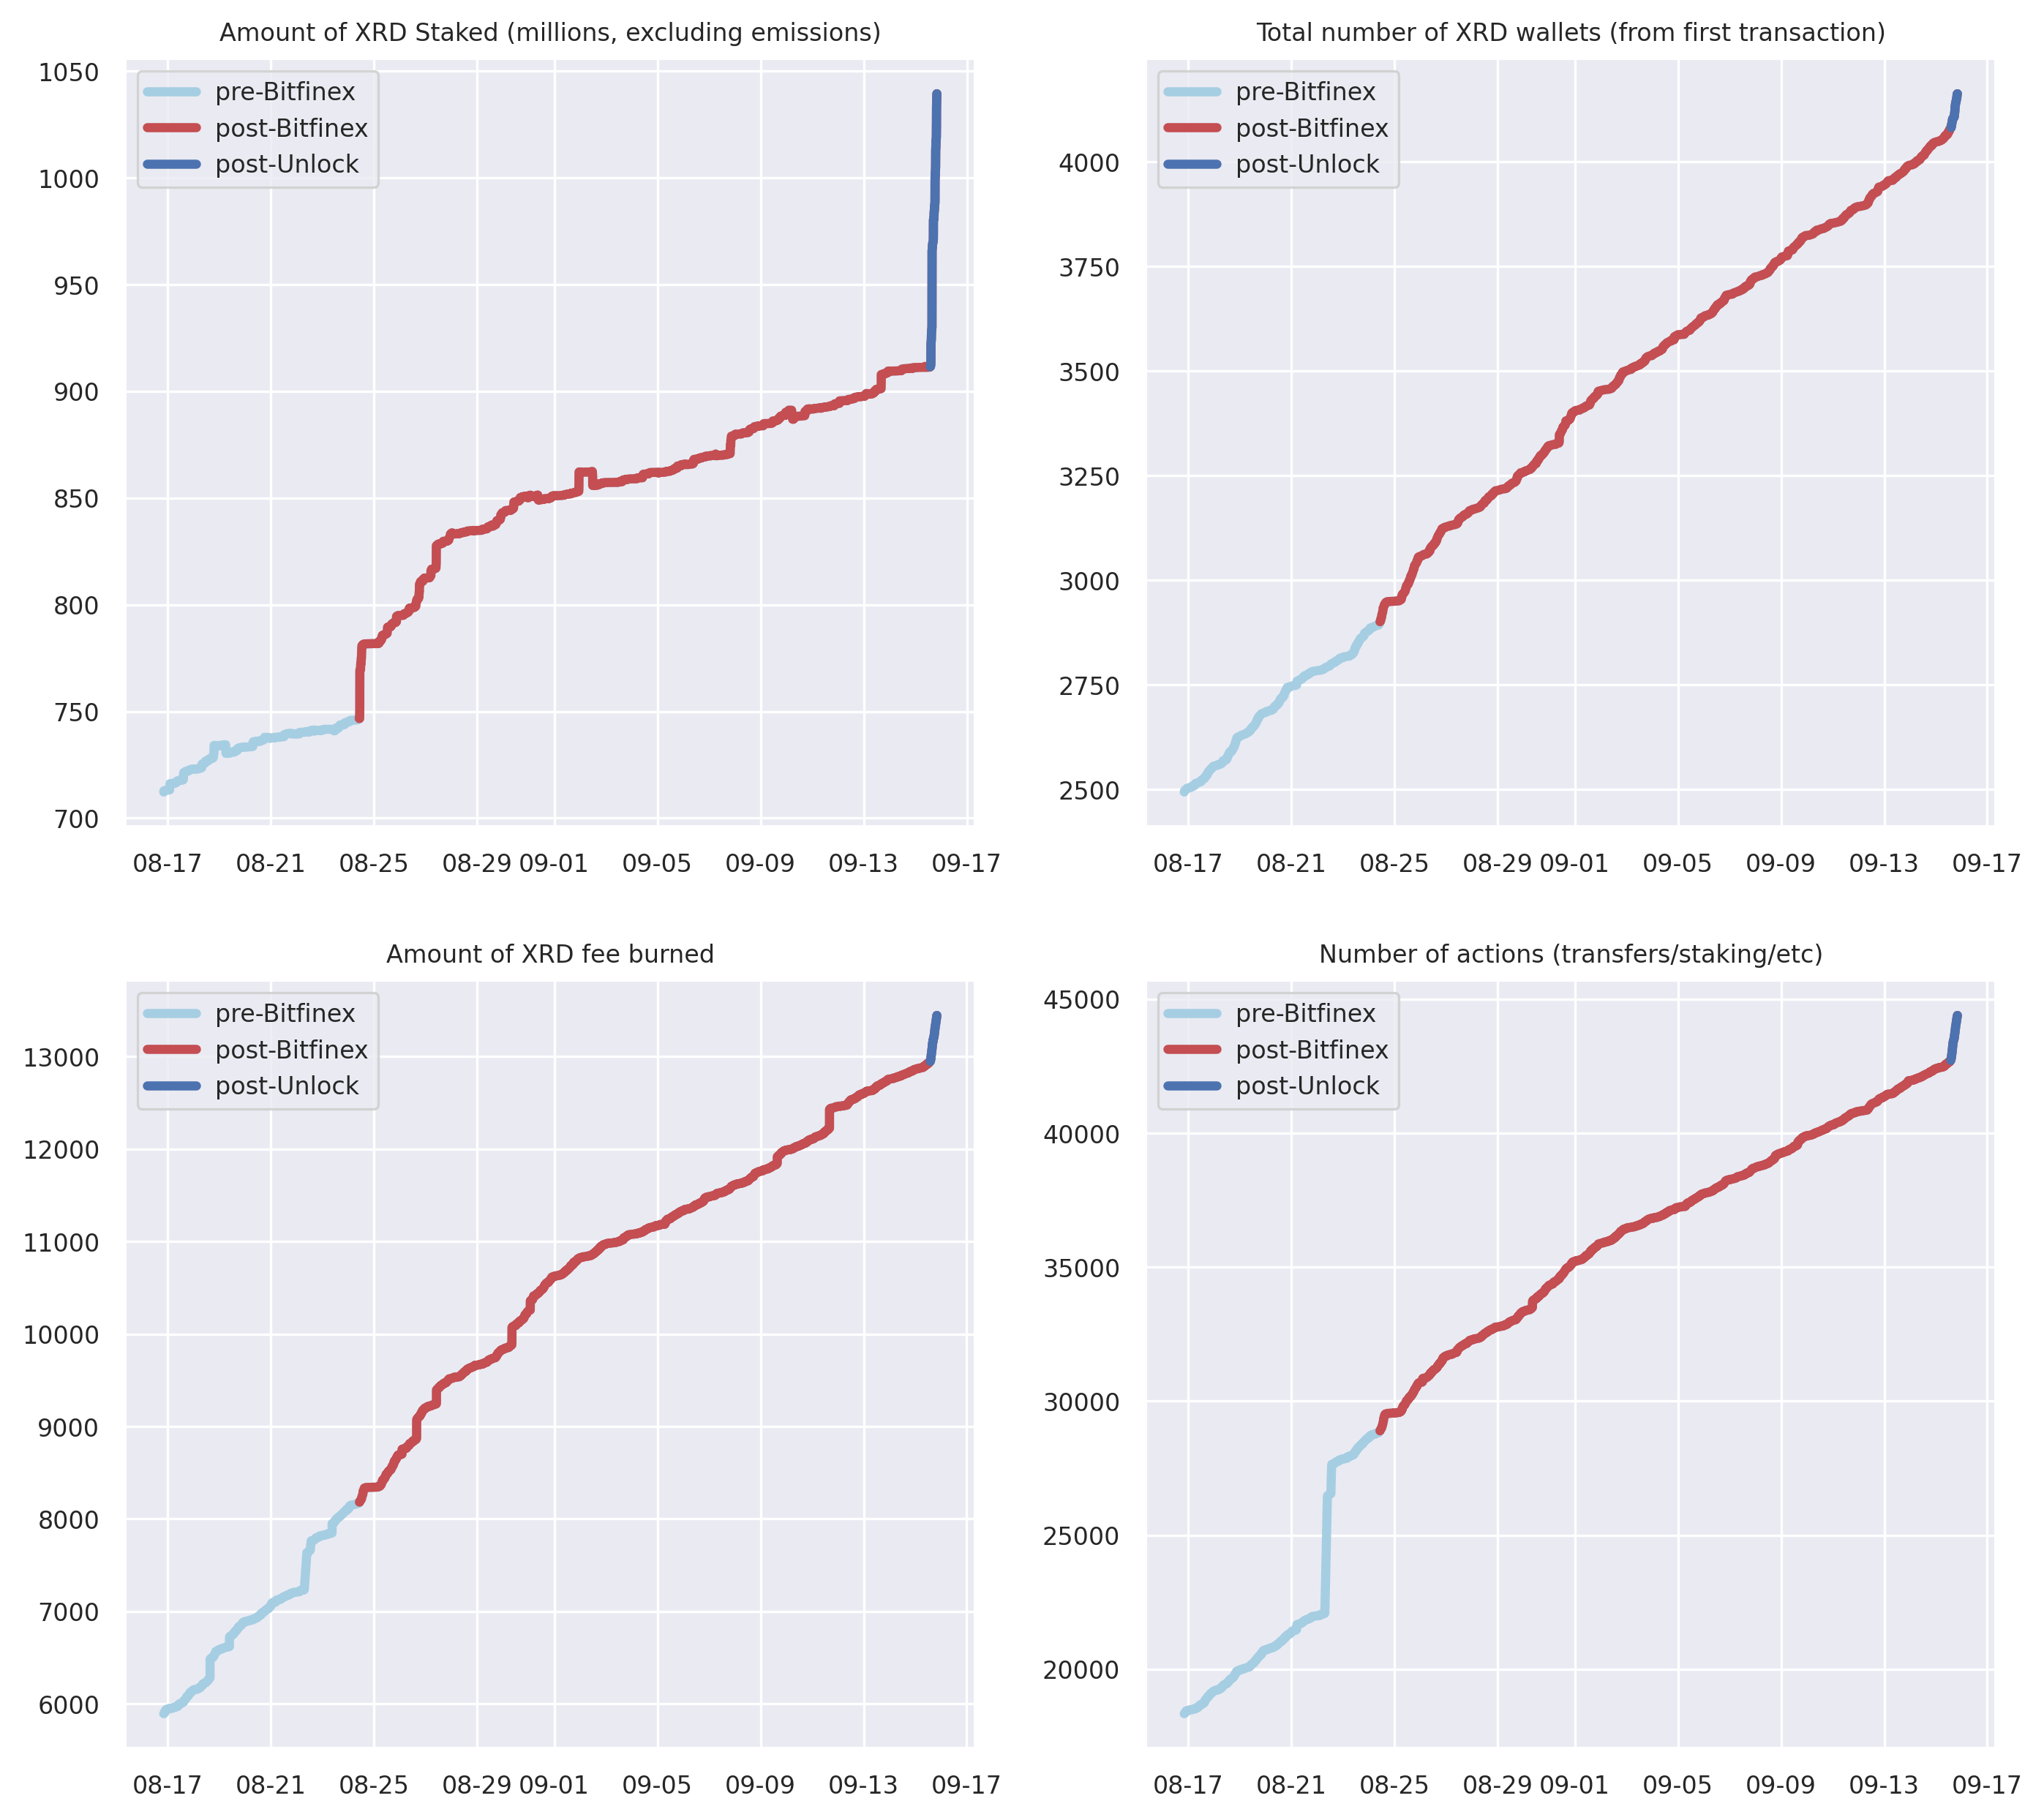 Amount of XRD Staked (millions, excluding emissions)
1050
1000
950
900
850
800
750
700
pre-Bitfinex
post-Bitfinex
post-Unlock
08-17 08-21 08-25 08-29 09-01 09-05 09-09 09-13 09-17
Total number of XRD wallets (from first transaction)
4000
3750
3500
3250
3000
2750
2500
pre-Bitfinex
post-Bitfinex
post-Unlock
08-17 08-21 08-25 08-29 09-01 09-05 09-09 09-13 09-17
Amount of XRD fee burned
13000
12000
11000
10000
9000
8000
7000
6000
pre-Bitfinex
post-Bitfinex
post-Unlock
08-17 08-21 08-25 08-29 09-01 09-05 09-09 09-13 09-17
Number of actions (transfers/staking/etc)
45000
40000
35000
30000
25000
20000
pre-Bitfinex
post-Bitfinex
post-Unlock
08-17 08-21 08-25 08-29 09-01 09-05 09-09 09-13 09-17